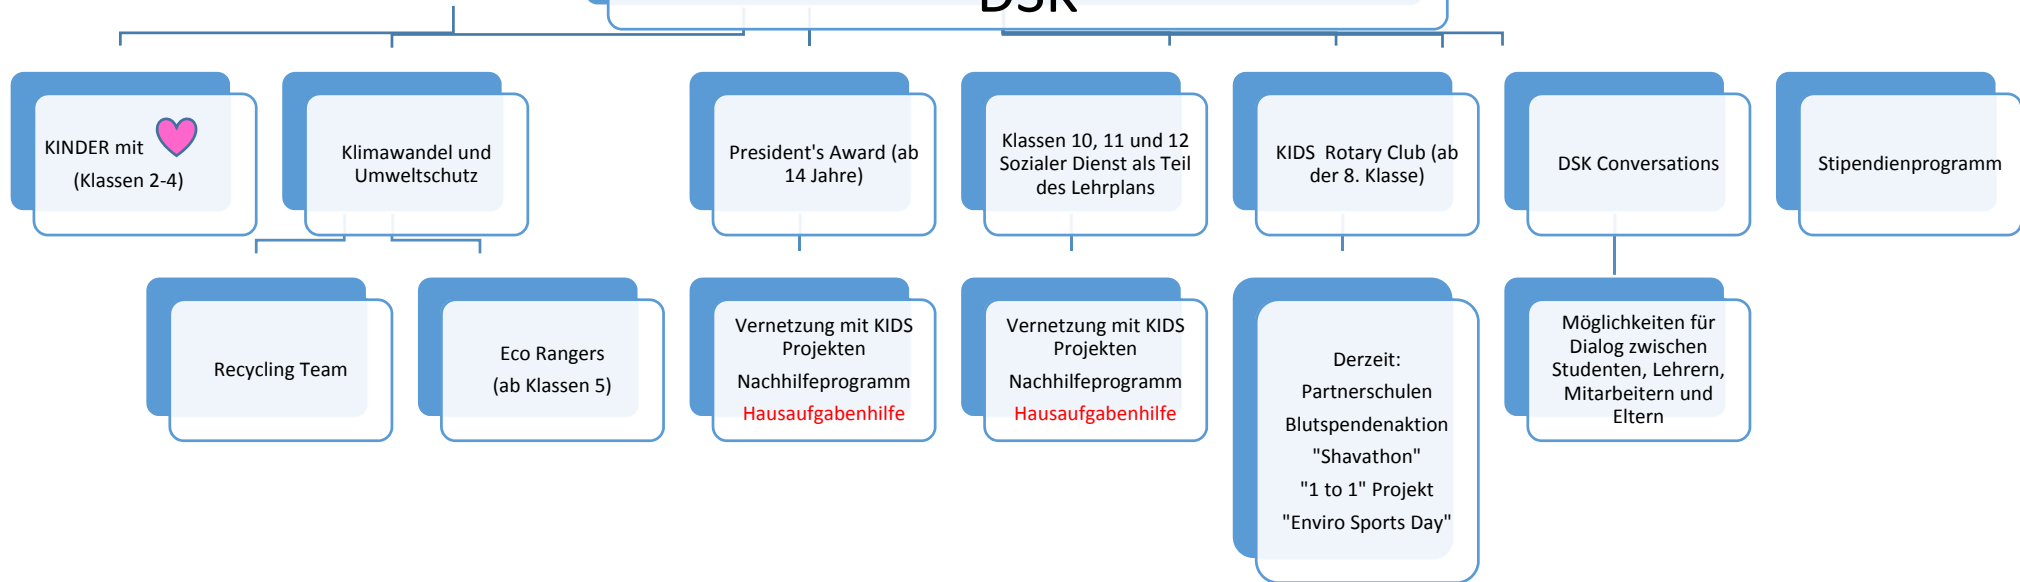 DSK
KINDER mit
(Klassen 2-4)
Klimawandel und
Umweltschutz
President's Award (ab
14 Jahre)
Klassen 10, 11 und 12
Sozialer Dienst als Teil
des Lehrplans
KIDS Rotary Club (ab
der 8. Klasse)
DSK Conversations
Stipendienprogramm
Recycling Team
Eco Rangers
(ab Klassen 5)
Vernetzung mit KIDS
Projekten
Nachhilfeprogramm
Hausaufgabenhilfe
Vernetzung mit KIDS
Projekten
Nachhilfeprogramm
Hausaufgabenhilfe
Derzeit:
Partnerschulen
Blutspendenaktion
"Shavathon"
"1 to 1" Projekt
"Enviro Sports Day"
Möglichkeiten für
Dialog zwischen
Studenten, Lehrern,
Mitarbeitern und
Eltern